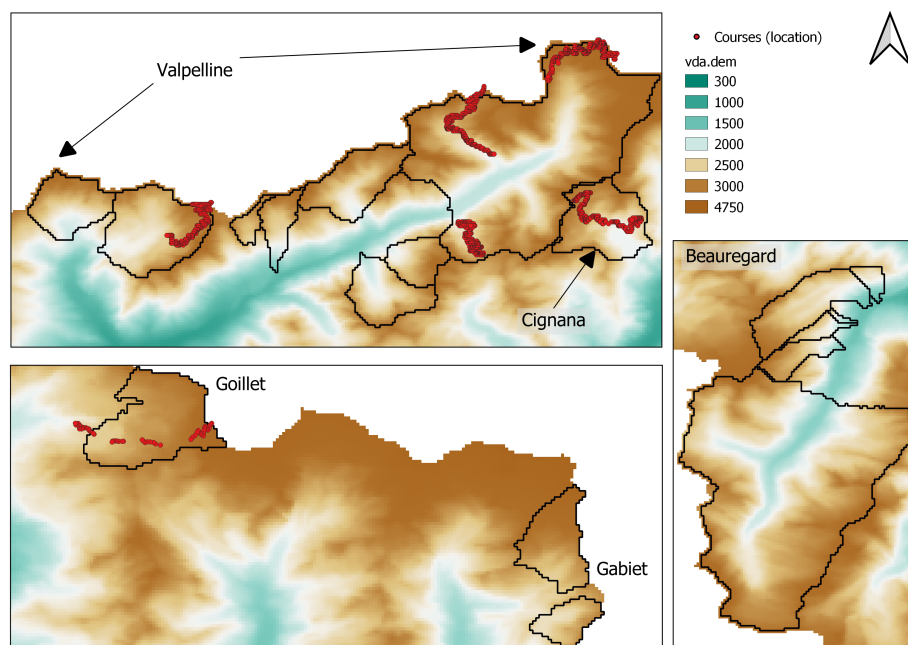 Valpelline
Cignana
Courses (location)
vda.dem
300
1000
1500
2000
2500
3000
4750
Beauregard
Goillet
Gabiet